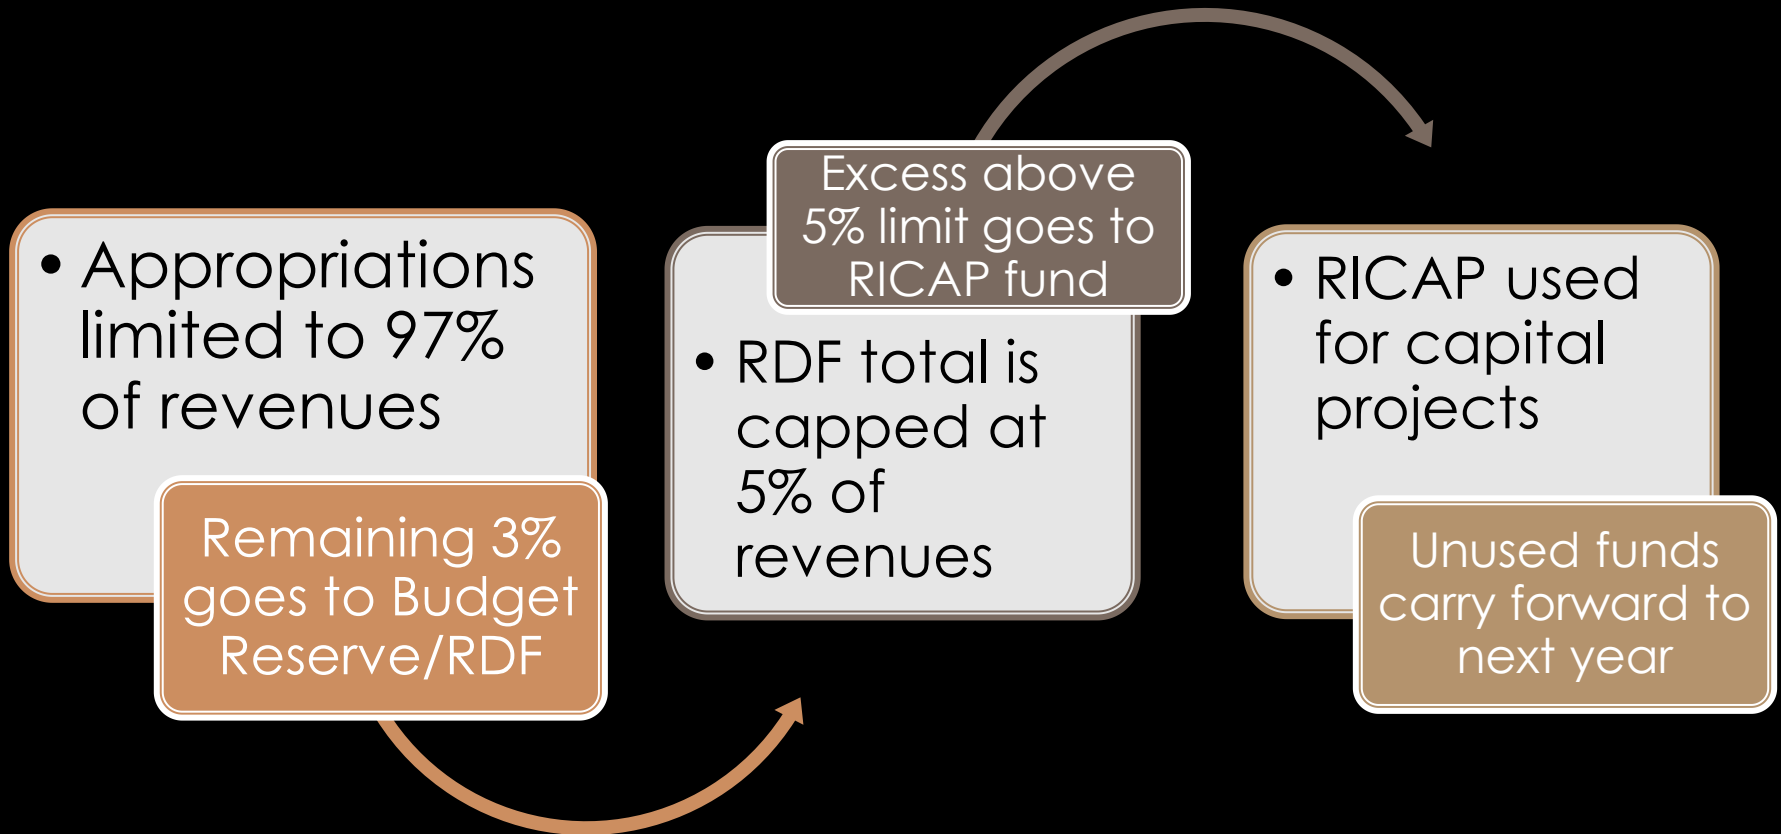 • Appropriations
limited to 97%
of revenues
Remaining 3%
goes to Budget
Reserve/RDF
Excess above
5% limit goes to
RICAP fund
• RDF total is
capped at
5% of
revenues
• RICAP used
for capital
projects
Unused funds
carry forward to
next year